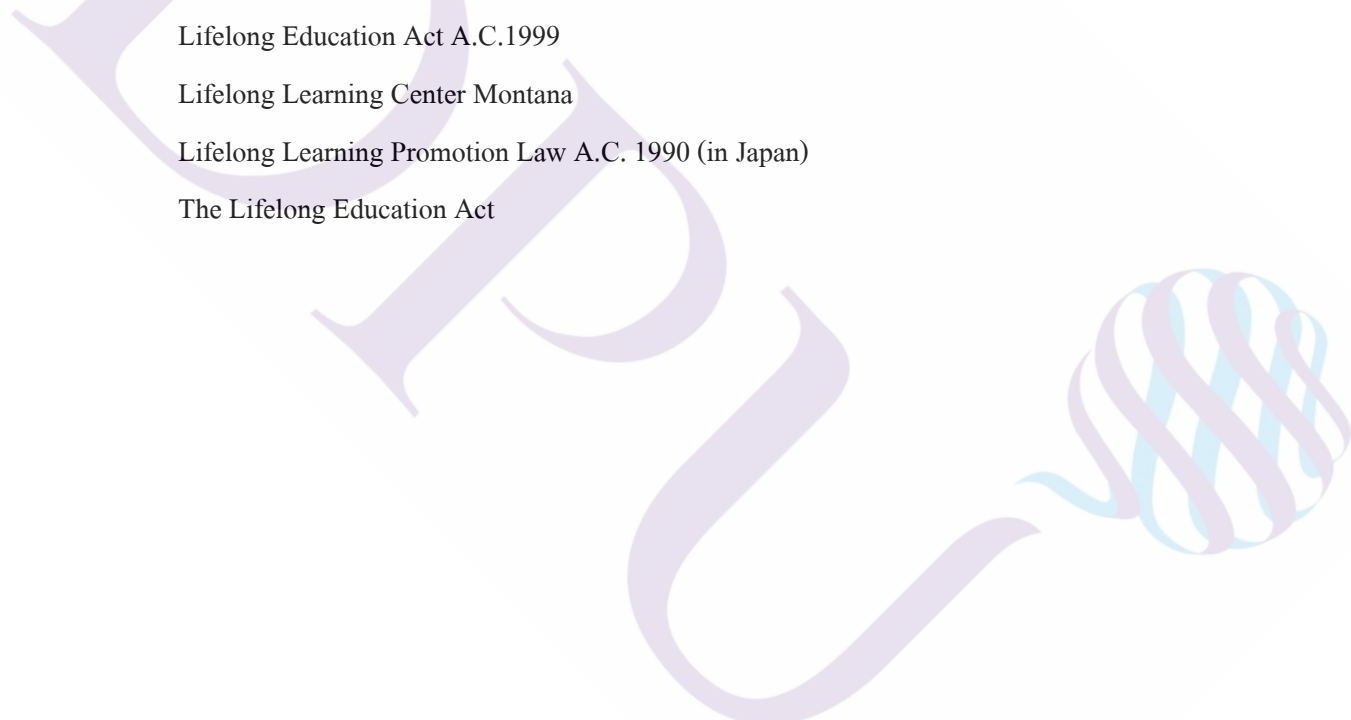 Lifelong Education Act A.C.1999
Lifelong Learning Center Montana
Lifelong Learning Promotion Law A.C. 1990 (in Japan)
The Lifelong Education Act
DPU